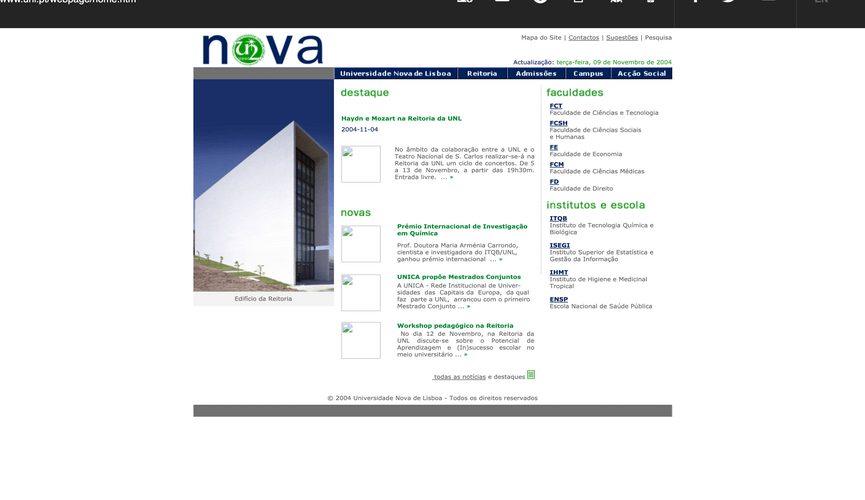 www.unl.pt/webpage/home.htm
EN
nova
Mapa do Site | Contactos | Sugestões | Pesquisa
Actualização: terça-feira, 09 de Novembro de 2004
Universidade Nova de Lisboa
Reitoria
Admissões
Campus
Acção Social
Edifício da Reitoria
destaque
Haydn e Mozart na Reitoria da UNL
2004-11-04
No âmbito da colaboração entre a UNL e o
Teatro Nacional de S. Carlos realizar-se-á na
Reitoria da UNL um ciclo de concertos. De 5
a 13 de Novembro, a partir das 19h30m.
Entrada livre. ... »
novas
Prémio Internacional de Investigação
em Química
Prof. Doutora Maria Arménia Carrondo,
cientista e investigadora do ITQB/UNL,
ganhou prémio internacional ... »
UNICA propõe Mestrados Conjuntos
A UNICA - Rede Institucional de Univer-
sidades das Capitais da Europa, da qual
faz parte a UNL, arrancou com o primeiro
Mestrado Conjunto ... »
Workshop pedagógico na Reitoria
No dia 12 de Novembro, na Reitoria da
UNL discute-se sobre o Potencial de
Aprendizagem e (In)sucesso escolar no
meio universitário ... »
todas as notícias e destaques
faculdades
FCT
Faculdade de Ciências e Tecnologia
FCSH
Faculdade de Ciências Sociais
e Humanas
FE
Faculdade de Economia
FCM
Faculdade de Ciências Médicas
FD
Faculdade de Direito
institutos e escola
ITQB
Instituto de Tecnologia Química e
Biológica
ISEGI
Instituto Superior de Estatística e
Gestão da Informação
IHMT
Instituto de Higiene e Medicinal
Tropical
ENSP
Escola Nacional de Saúde Pública
© 2004 Universidade Nova de Lisboa - Todos os direitos reservados